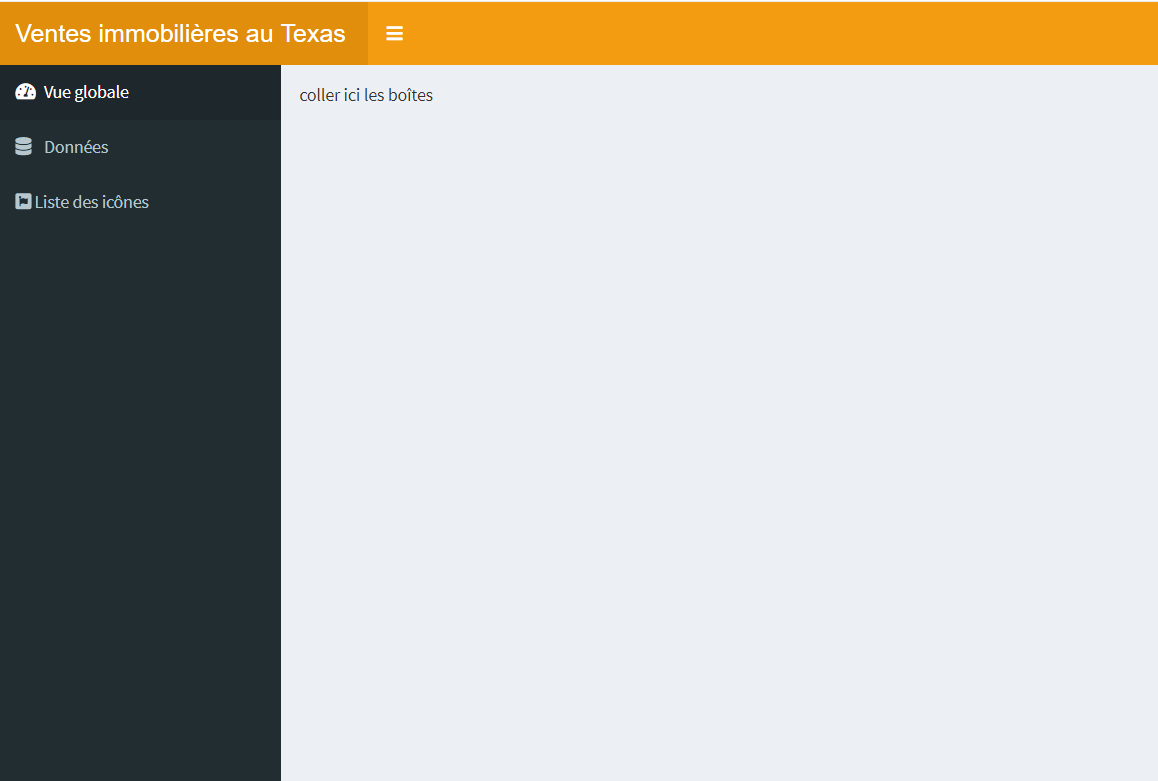 Ventes immobilières au Texas
Vue globale
coller ici les boîtes
Données
Liste des icônes